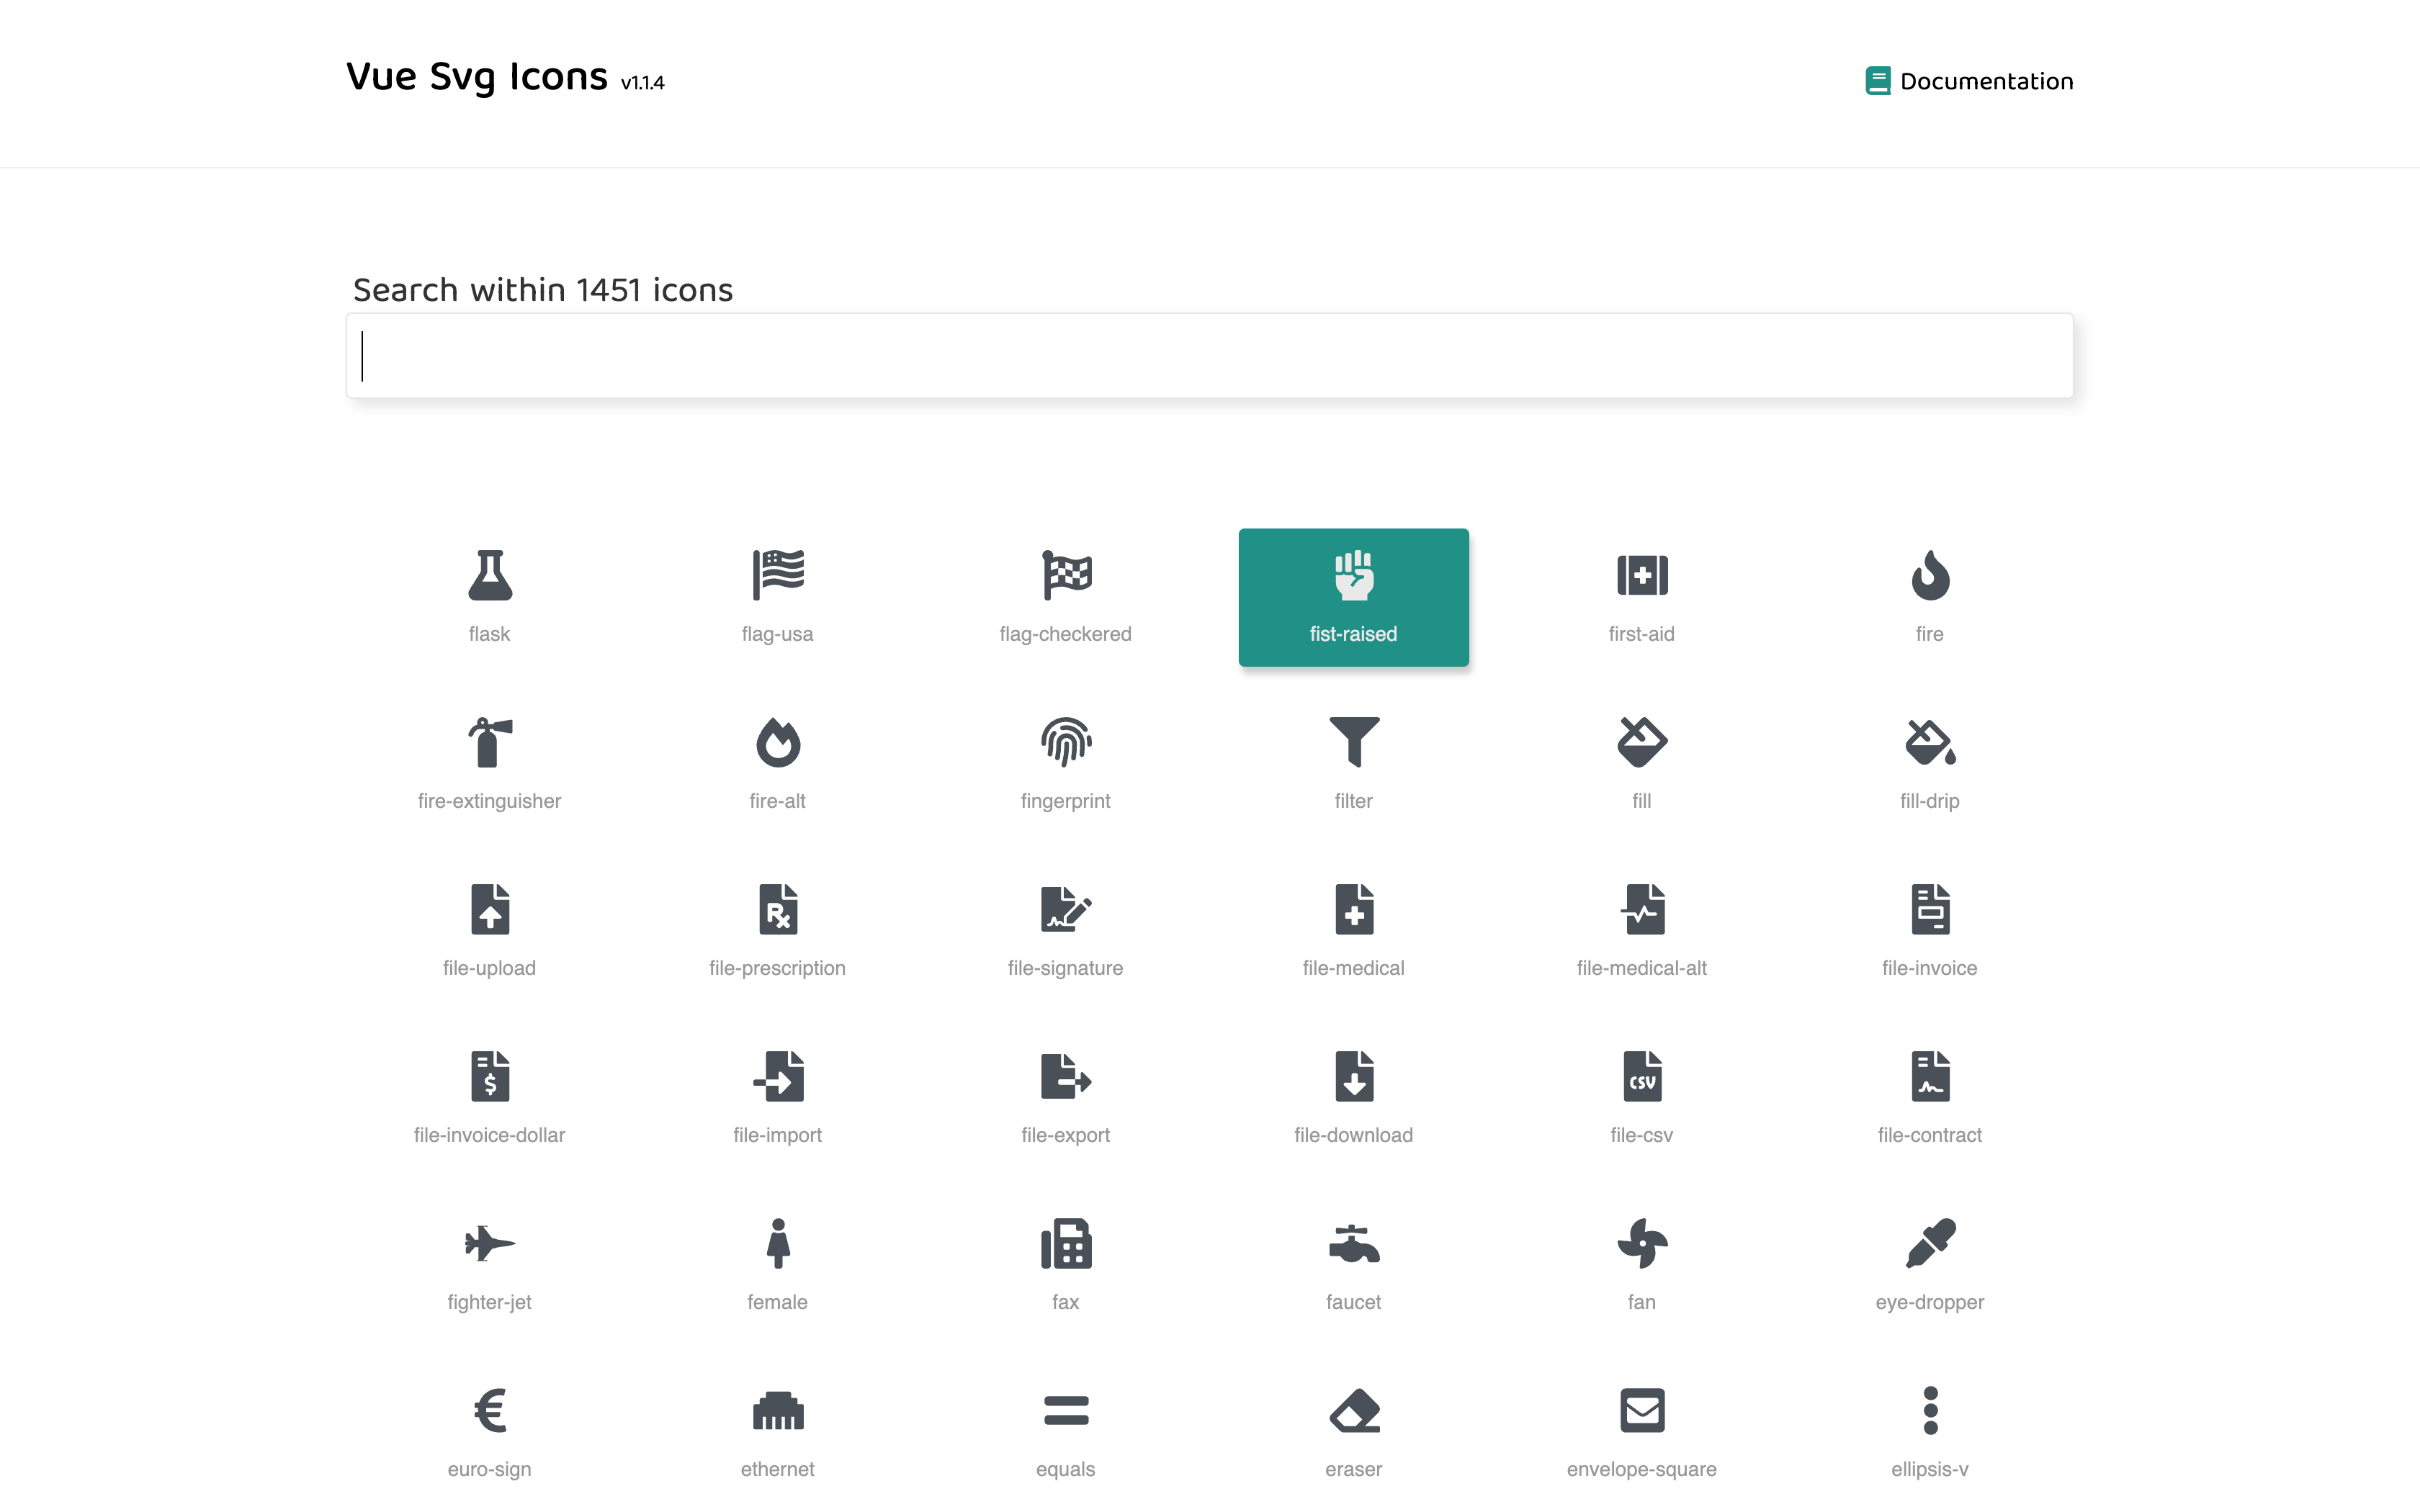 Vue Svg Icons v1.1.4
Documentation
Search within 1451 icons
flask
flag-usa
flag-checkered
fist-raised
first-aid
fire
fire-extinguisher
fire-alt
fingerprint
filter
fill
fill-drip
file-upload
file-prescription
file-signature
file-medical
file-medical-alt
file-invoice
file-invoice-dollar
file-import
file-export
file-download
CSV
file-csv
file-contract
fighter-jet
female
fax
faucet
fan
eye-dropper
euro-sign
ethernet
equals
eraser
envelope-square
ellipsis-v